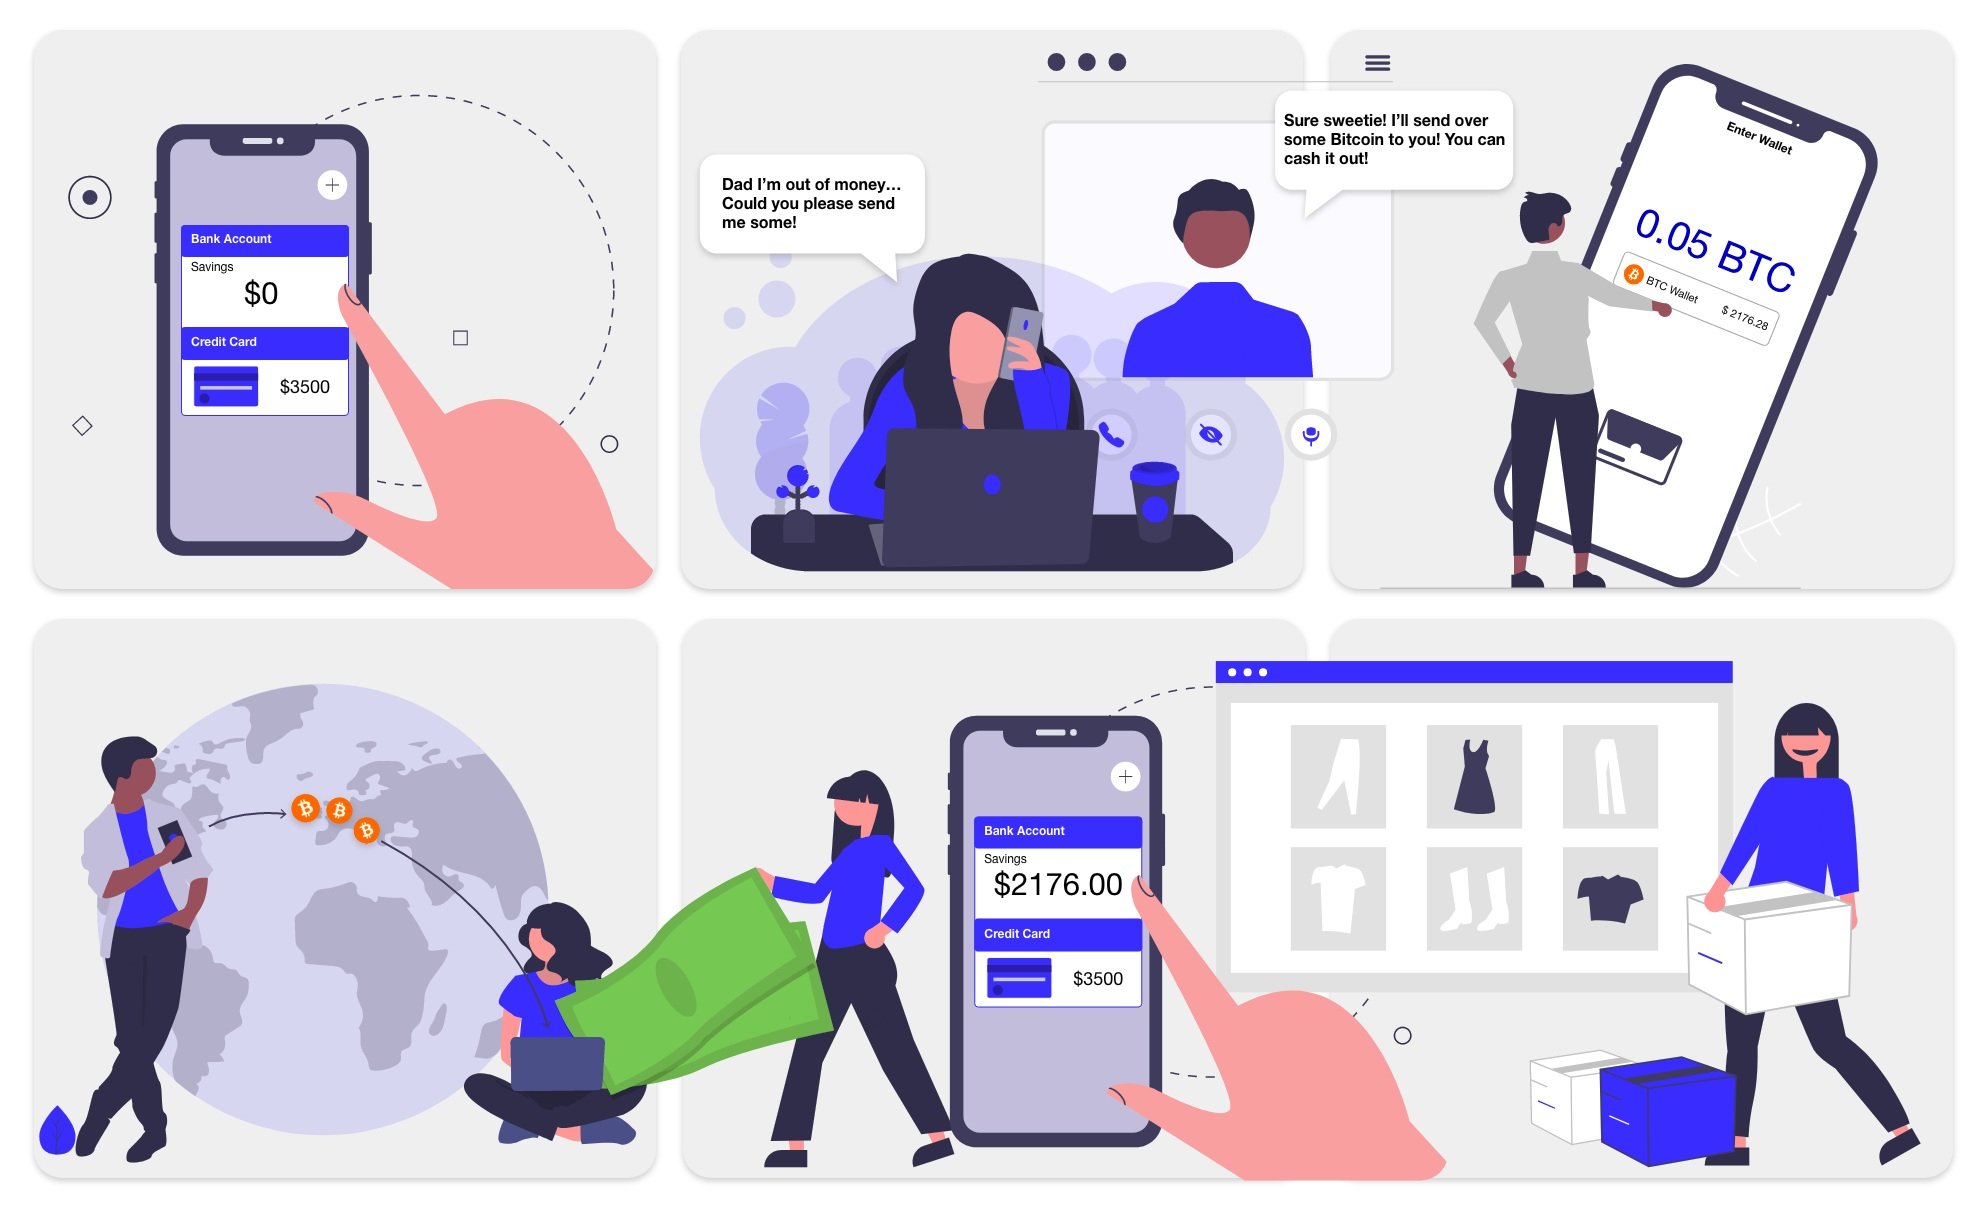 Bank Account
Savings
$0
Credit Card
$3500
Dad I'm out of money...
Could you please send
me some!
Sure sweetie! I'll send over
some Bitcoin to you! You can
cash it out!
Enter Wallet
0.05 BTC
BTC Wallet
$ 2176.28
Bank Account
Savings
$2176.00
Credit Card
$3500